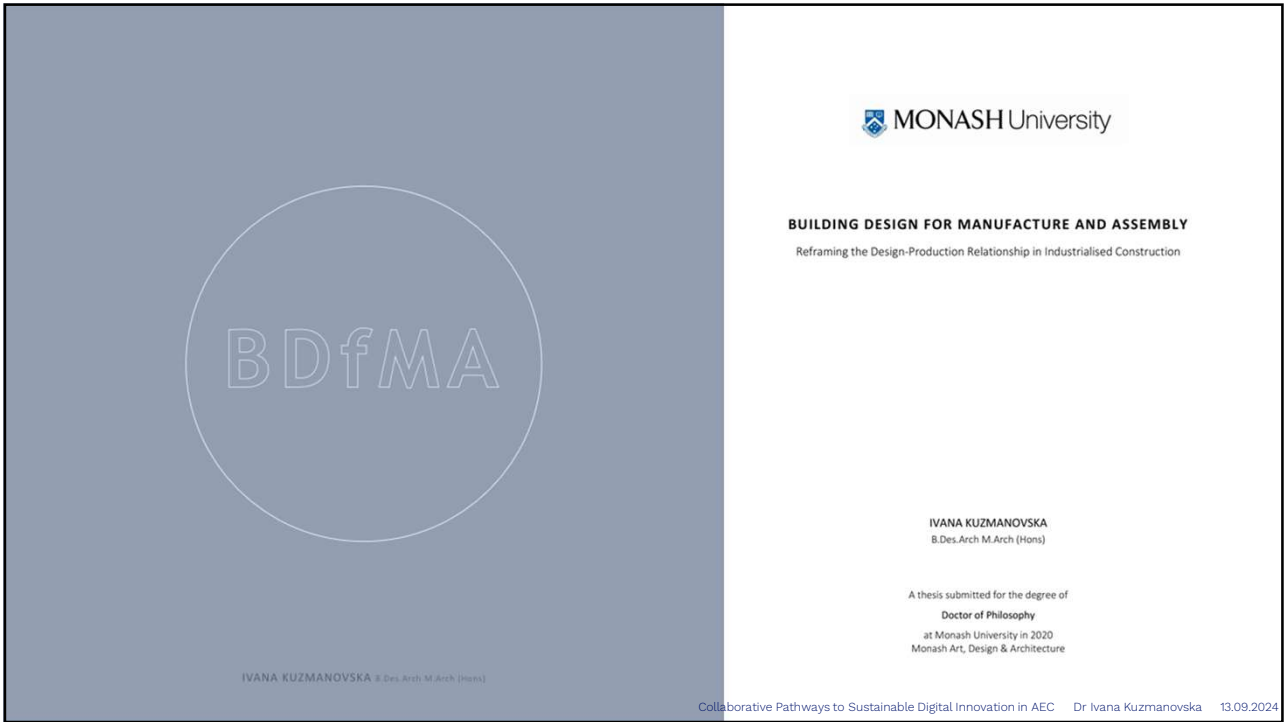 BDfMA
IVANA KUZMANOVSKA B.Des.Arch M.Arch (Hons)
MONASH University
BUILDING DESIGN FOR MANUFACTURE AND ASSEMBLY
Reframing the Design-Production Relationship in Industrialised Construction
IVANA KUZMANOVSKA
B.Des.Arch M.Arch (Hons)
A thesis submitted for the degree of
Doctor of Philosophy
at Monash University in 2020
Monash Art, Design & Architecture
Collaborative Pathways to Sustainable Digital Innovation in AEC Dr Ivana Kuzmanovska 13.09.2024